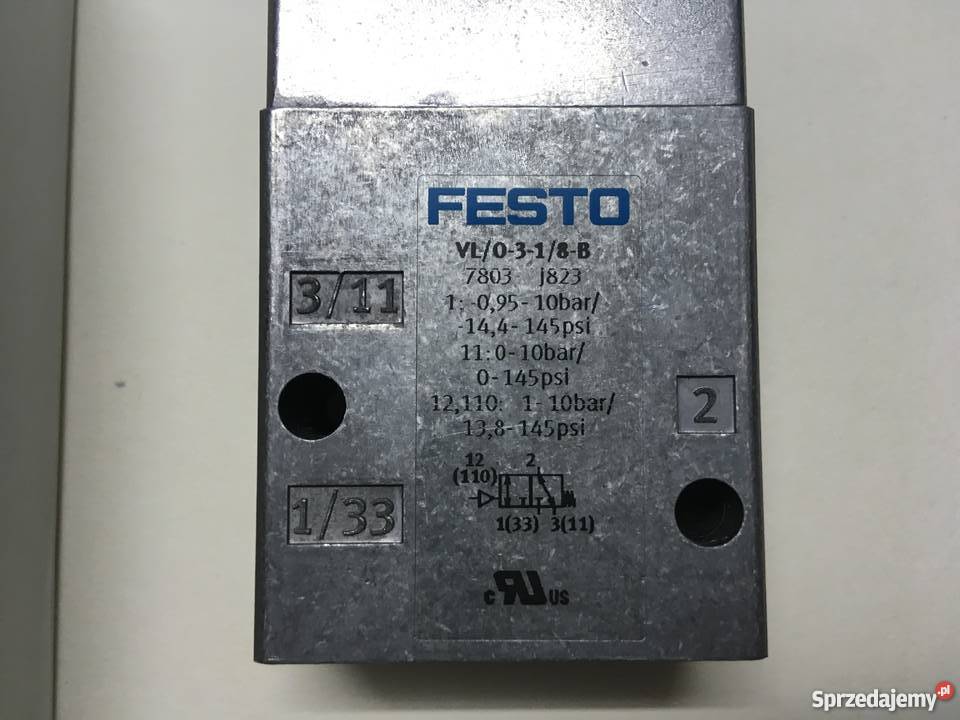 FESTO
VL/O-3-1/8-B
7803 J823
3/11
1: -0,95-10bar/
-14,4-145psi
11: 0-10bar/
0-145psi
12,110: 1-10bar/
13,8-145psi
2
12 2
(110)
1/33
1(33) 3(11)
c RU US
Sprzedajemy.pl